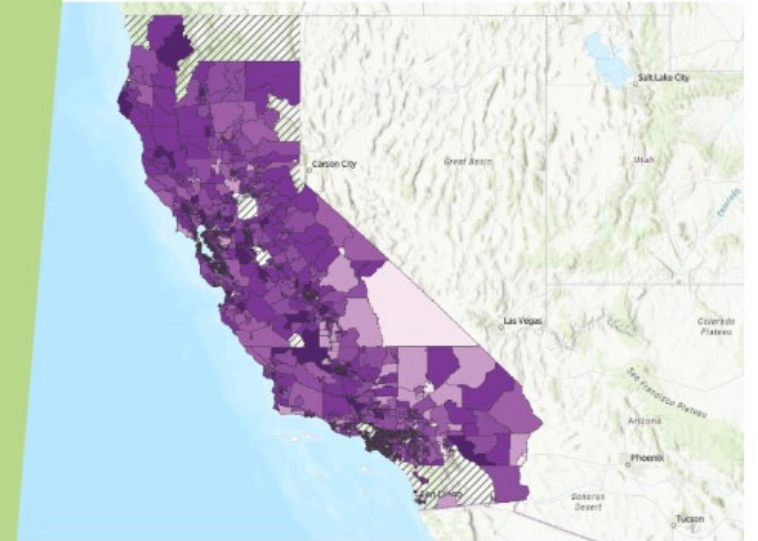 Salt Lake City
Carson City
Great Basin
Utah
Colorado
Las Vegas
Colorado
Plateau
San Francisco Plateau
Arizona
Phoenix
San Diego
Sonoran
Desert
Tucson